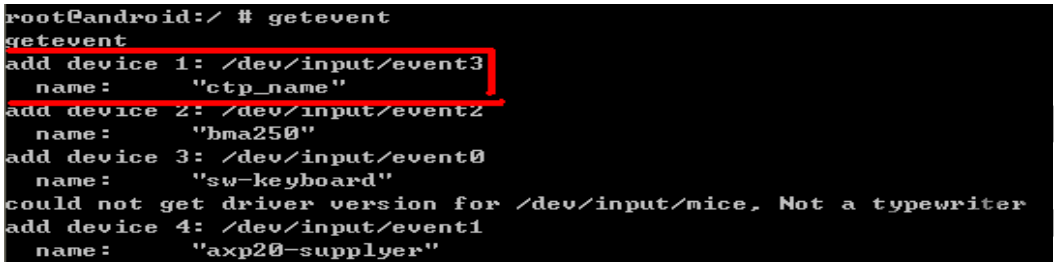 root@android:/ # getevent
getevent
add device 1: /dev/input/event3
  name:     "ctp_name"
add device 2: /dev/input/event2
  name:     "bma250"
add device 3: /dev/input/event0
  name:     "sw-keyboard"
could not get driver version for /dev/input/mice, Not a typewriter
add device 4: /dev/input/event1
  name:     "axp20-supplyer"